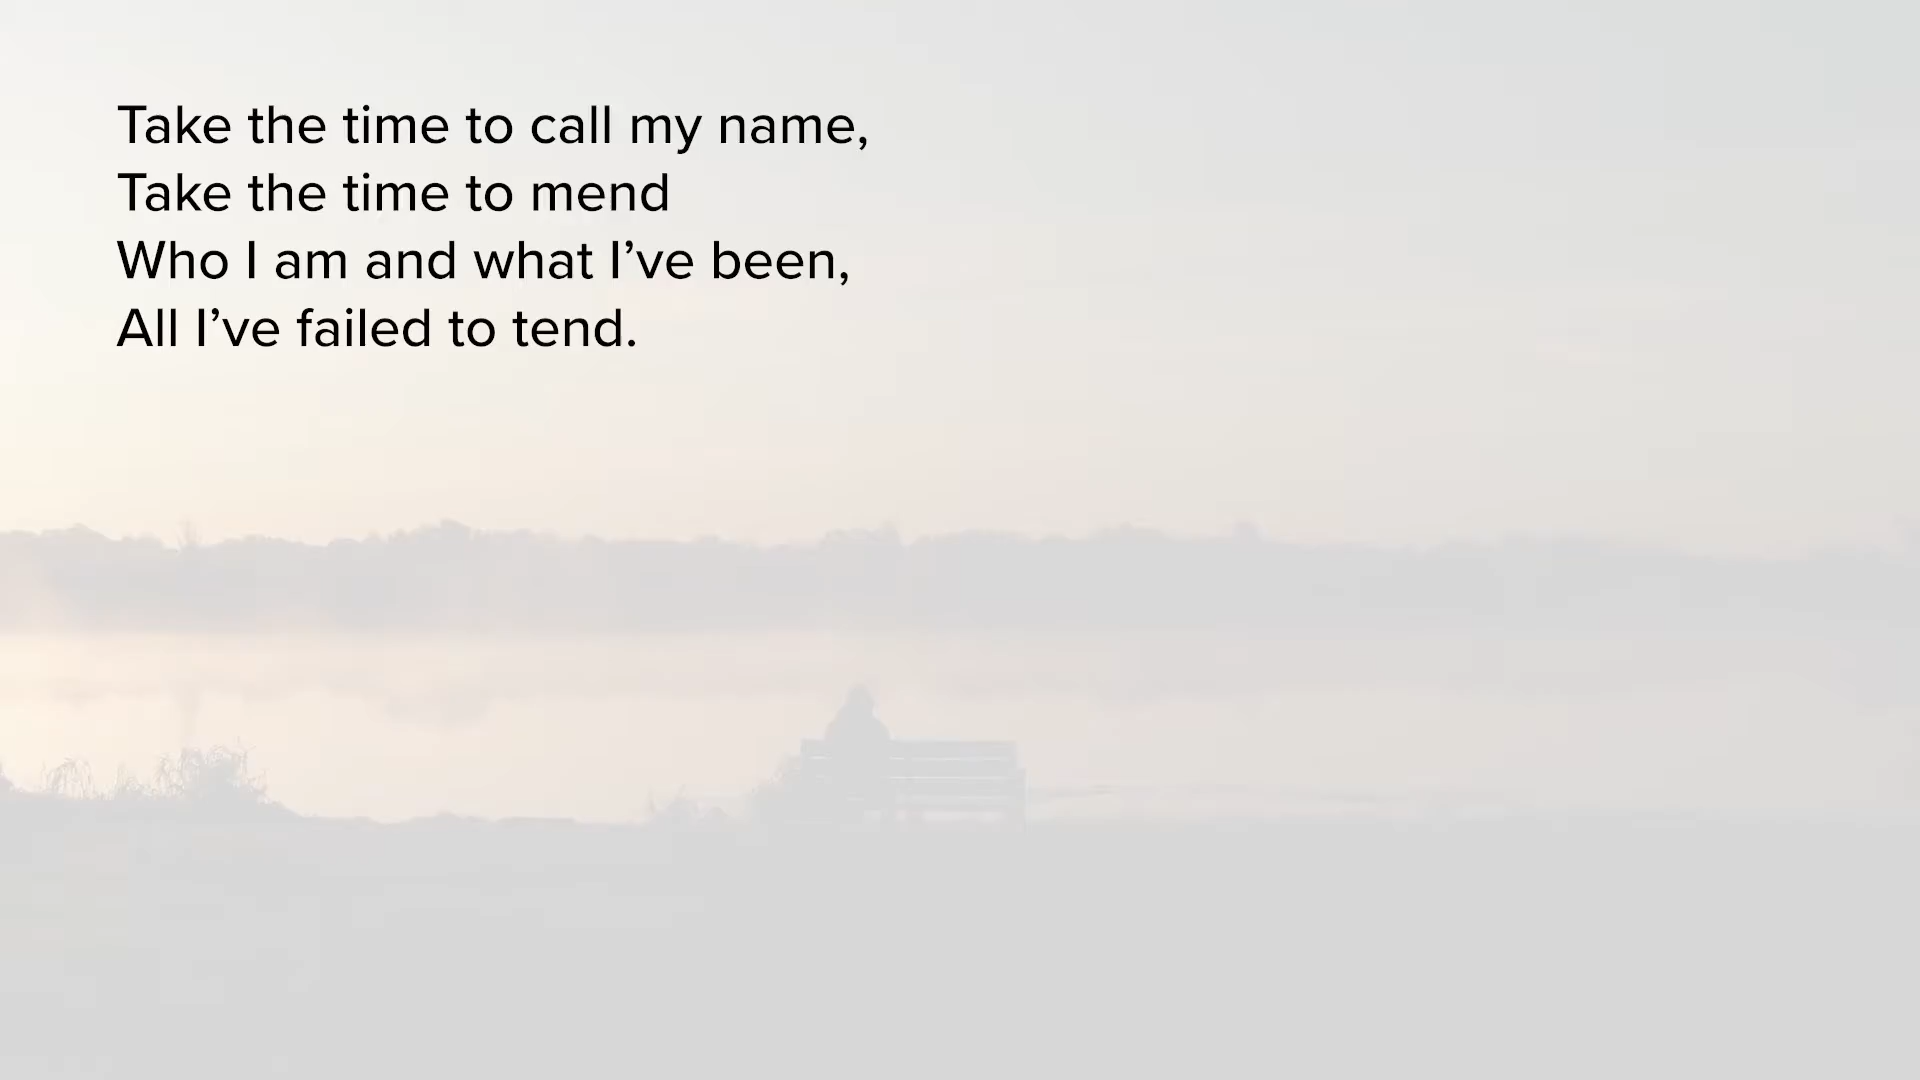 Take the time to call my name,
Take the time to mend
Who I am and what I’ve been,
All I’ve failed to tend.